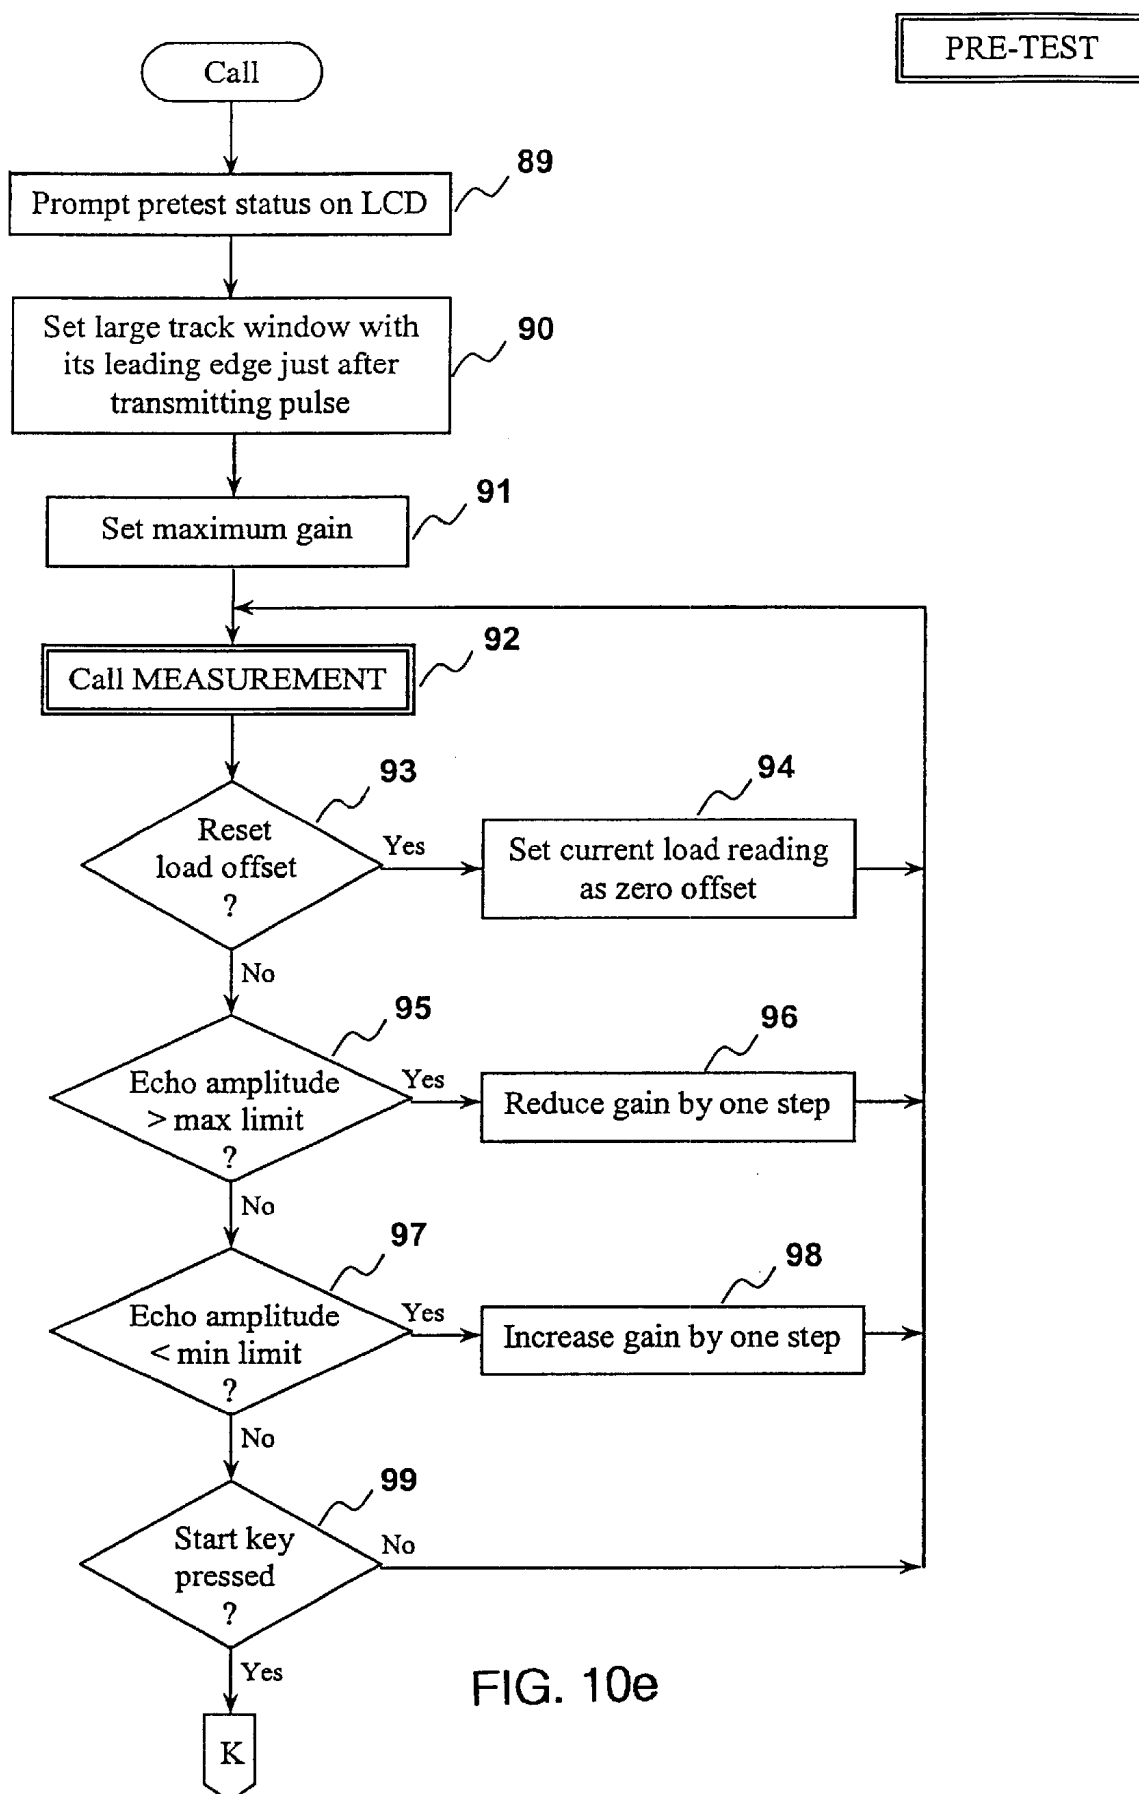 PRE-TEST
Call
89
Prompt pretest status on LCD
90
Set large track window with
its leading edge just after
transmitting pulse
91
Set maximum gain
92
Call MEASUREMENT
93
Reset
load offset
?
Yes
94
Set current load reading
as zero offset
No
95
Echo amplitude
> max limit
?
Yes
96
Reduce gain by one step
No
97
Echo amplitude
< min limit
?
Yes
98
Increase gain by one step
No
99
Start key
pressed
?
No
Yes
K
FIG. 10e